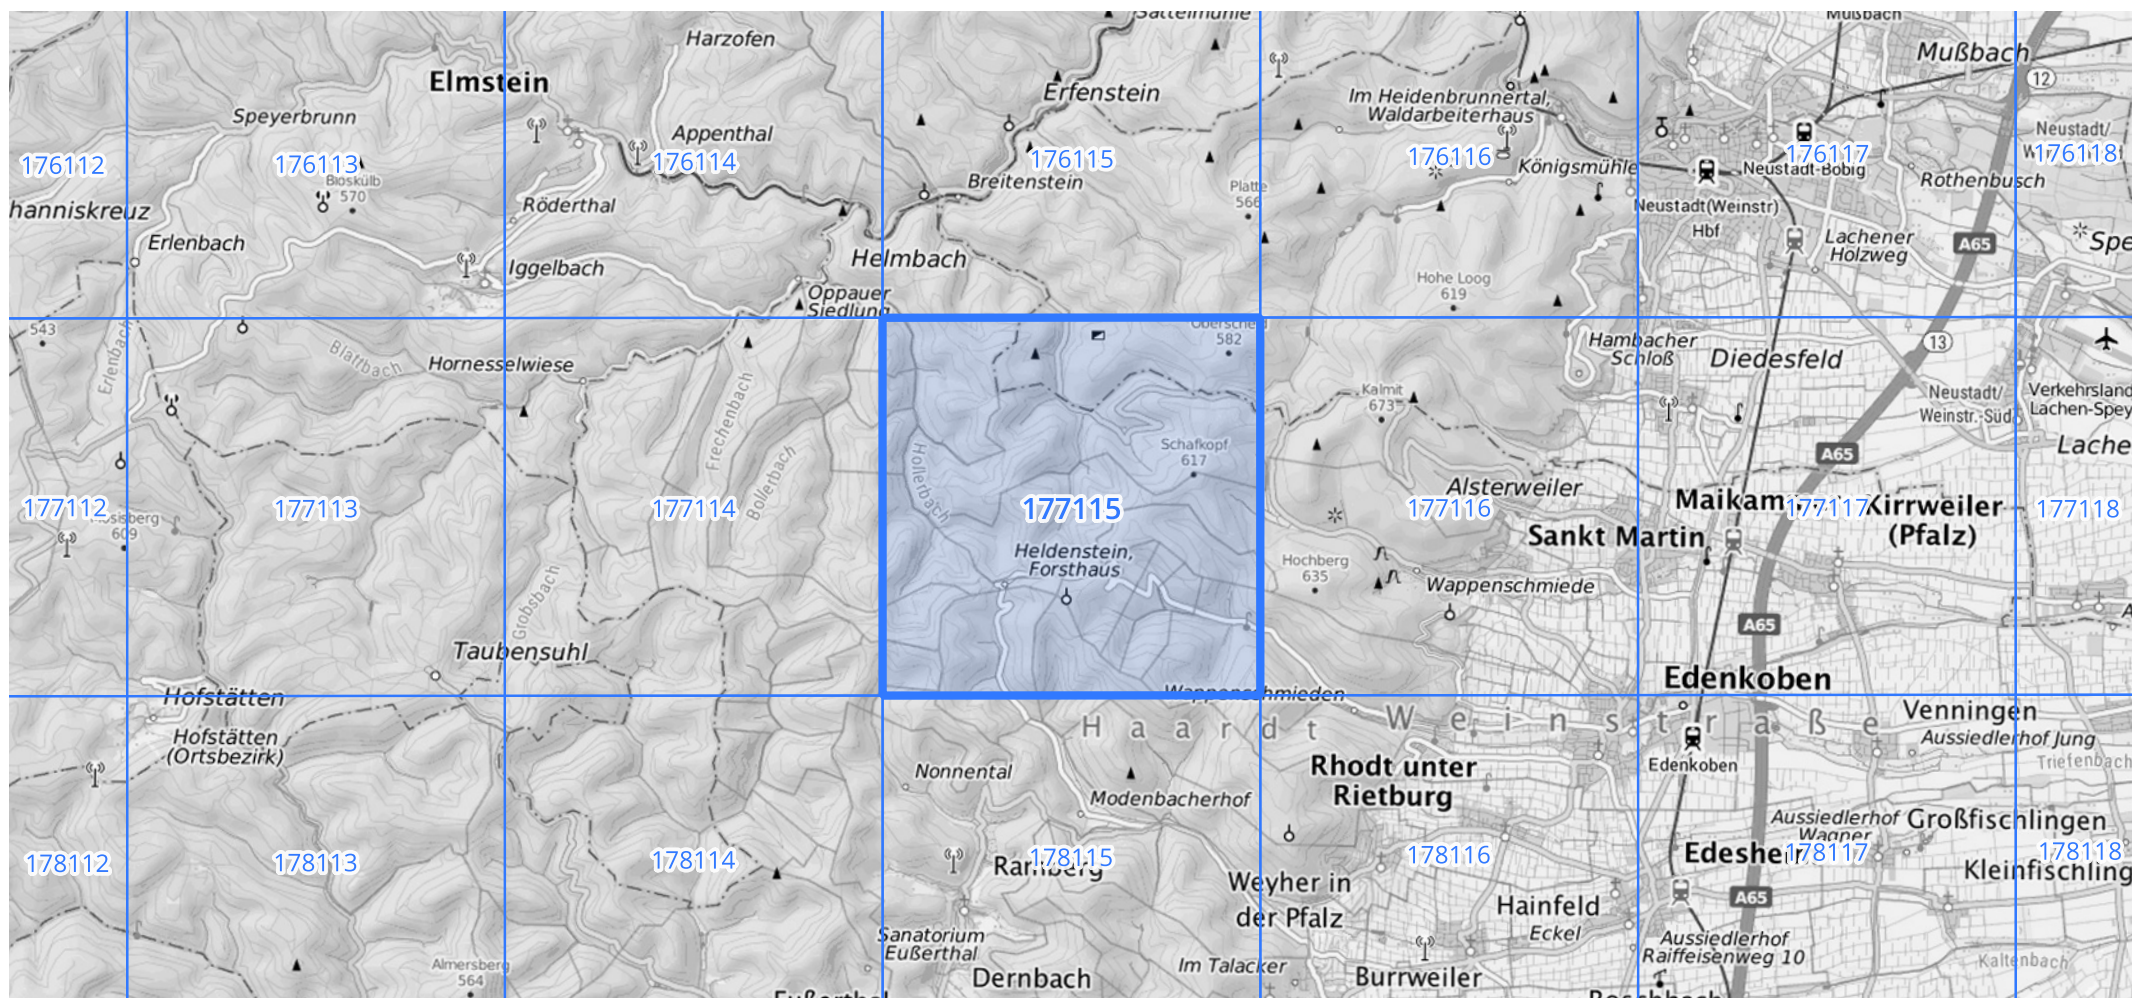 Sattelmühle
Mußbach
Harzofen
Mußbach
12
Elmstein
Erfenstein
Im Heidenbrunnertal,
Waldarbeiterhaus
Speyerbrunn
Appenthal
Neustadt/
176112
176113
176114
176115
176116
Königsmühle
176117
Neustadt-Böbig
176118
Bloskülb
570
Breitenstein
Platte
566
Rothenbusch
hanniskreuz
Röderthal
Neustadt(Weinstr)
Hbf
Erlenbach
Iggelbach
Helmbach
Lachener
Holzweg
A65
Spe
Hohe Loog
619
Oppauer
Siedlung
543
Erlenbach
Blattbach
Hornesselwiese
582
Hambacher
Schloß
Diedesfeld
13
Frechenbach
Kalmit
673
Neustadt/
Weinstr.-Süd
Verkehrsland
Lachen-Spey
Hollerbach
Bollerbach
Schafkopf
617
A65
Lache
Alsterweiler
177112
177113
177114
177115
177116
Maikam
177117
Kirrweiler
(Pfalz)
177118
609
Sankt Martin
Heldenstein,
Forsthaus
Hochberg
635
Wappenschmiede
Grobsbach
A65
Taubensuhl
Edenkoben
Hofstätten
Wappenschmieden
Haardt
Weinstraße
Venningen
Hofstätten
(Ortsbezirk)
Aussiedlerhof Jung
Nonnental
Rhodt unter
Rietburg
Edenkoben
Triefenbach
Modenbacherhof
Aussiedlerhof
Wagner
Großfischlingen
178112
178113
178114
178115
Ramberg
178116
Edesheim
178117
178118
Weyher in
der Pfalz
Kleinfischling
A65
Hainfeld
Eckel
Sanatorium
Eußerthal
Aussiedlerhof
Raiffeisenweg 10
Almersberg
564
Dernbach
Im Talacker
Burrweiler
Kaltenbach
Eußerthal
Roschbach